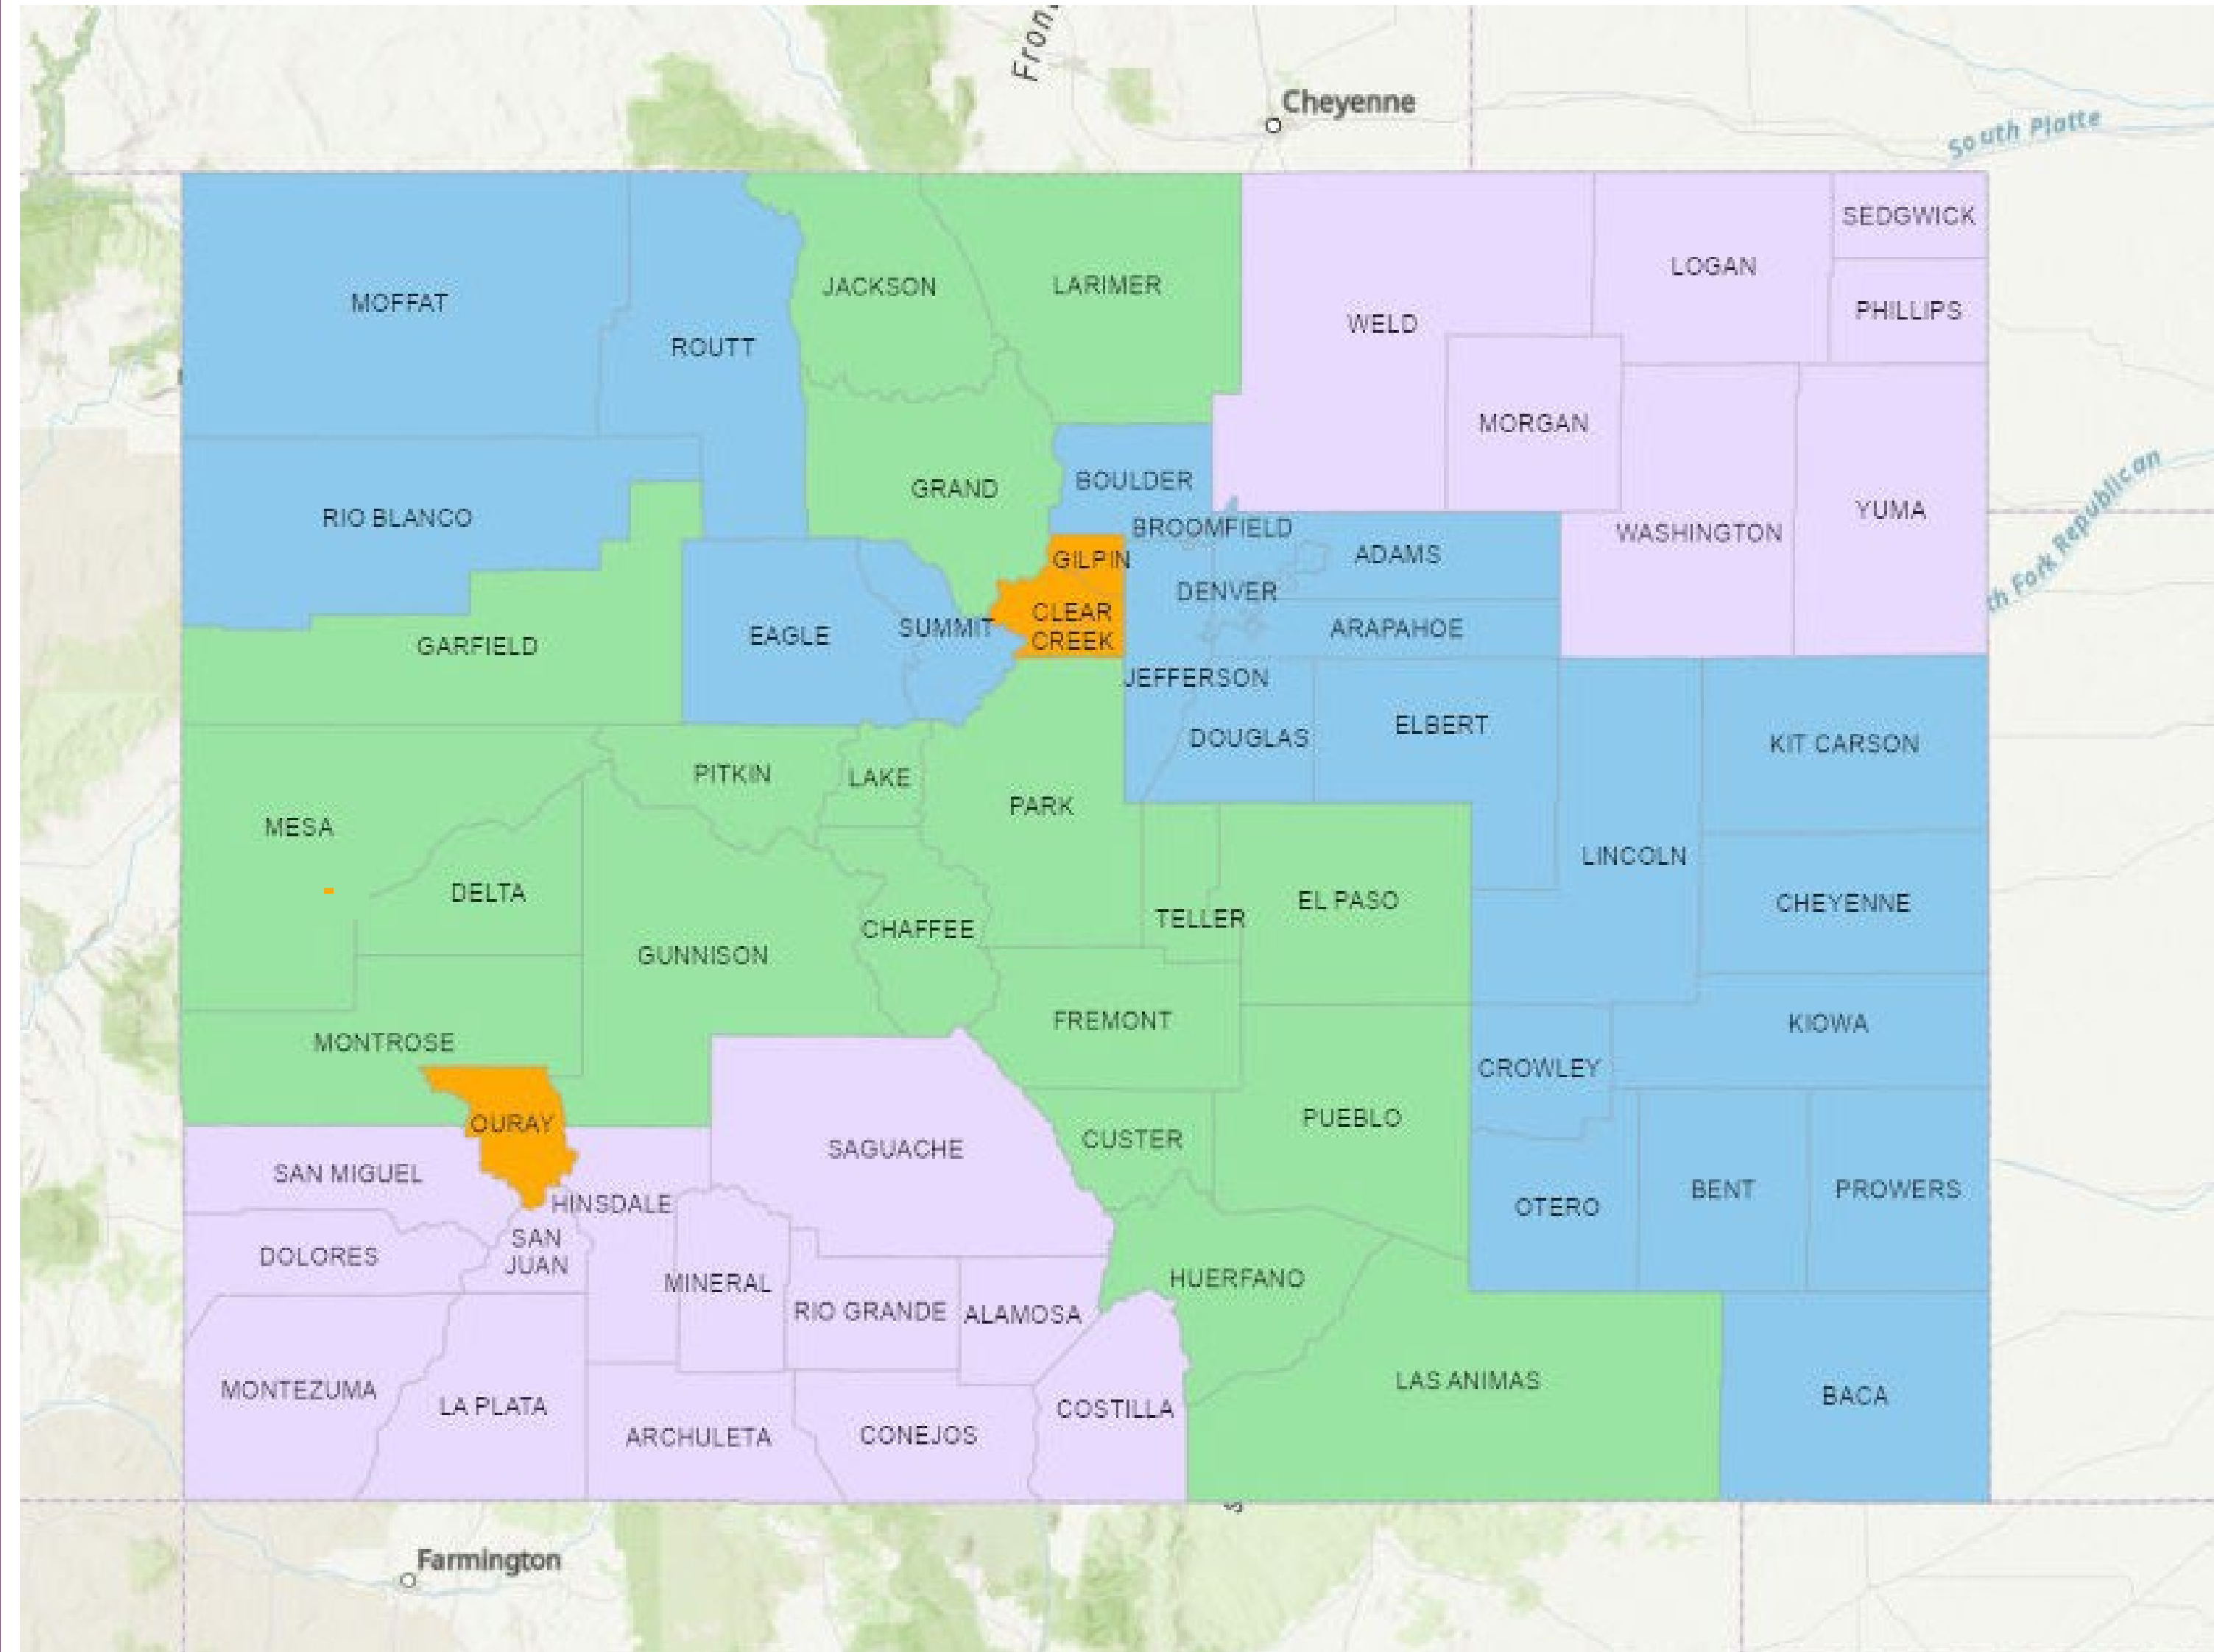 Fron
Cheyenne
South Platte
SEDGWICK
LOGAN
JACKSON
LARIMER
MOFFAT
PHILLIPS
WELD
ROUTT
MORGAN
BOULDER
GRAND
YUMA
RIO BLANCO
BROOMFIELD
WASHINGTON
th Fork Republican
ADAMS
GILPIN
DENVER
CLEAR
CREEK
SUMMIT
ARAPAHOE
EAGLE
GARFIELD
JEFFERSON
ELBERT
DOUGLAS
KIT CARSON
PITKIN
LAKE
PARK
MESA
LINCOLN
DELTA
EL PASO
CHEYENNE
TELLER
CHAFFEE
GUNNISON
FREMONT
KIOWA
MONTROSE
CROWLEY
PUEBLO
OURAY
CUSTER
SAGUACHE
SAN MIGUEL
BENT
PROWERS
HINSDALE
OTERO
SAN
JUAN
DOLORES
HUERFANO
MINERAL
RIO GRANDE
ALAMOSA
LAS ANIMAS
MONTEZUMA
BACA
LA PLATA
COSTILLA
ARCHULETA
CONEJOS
Farmington